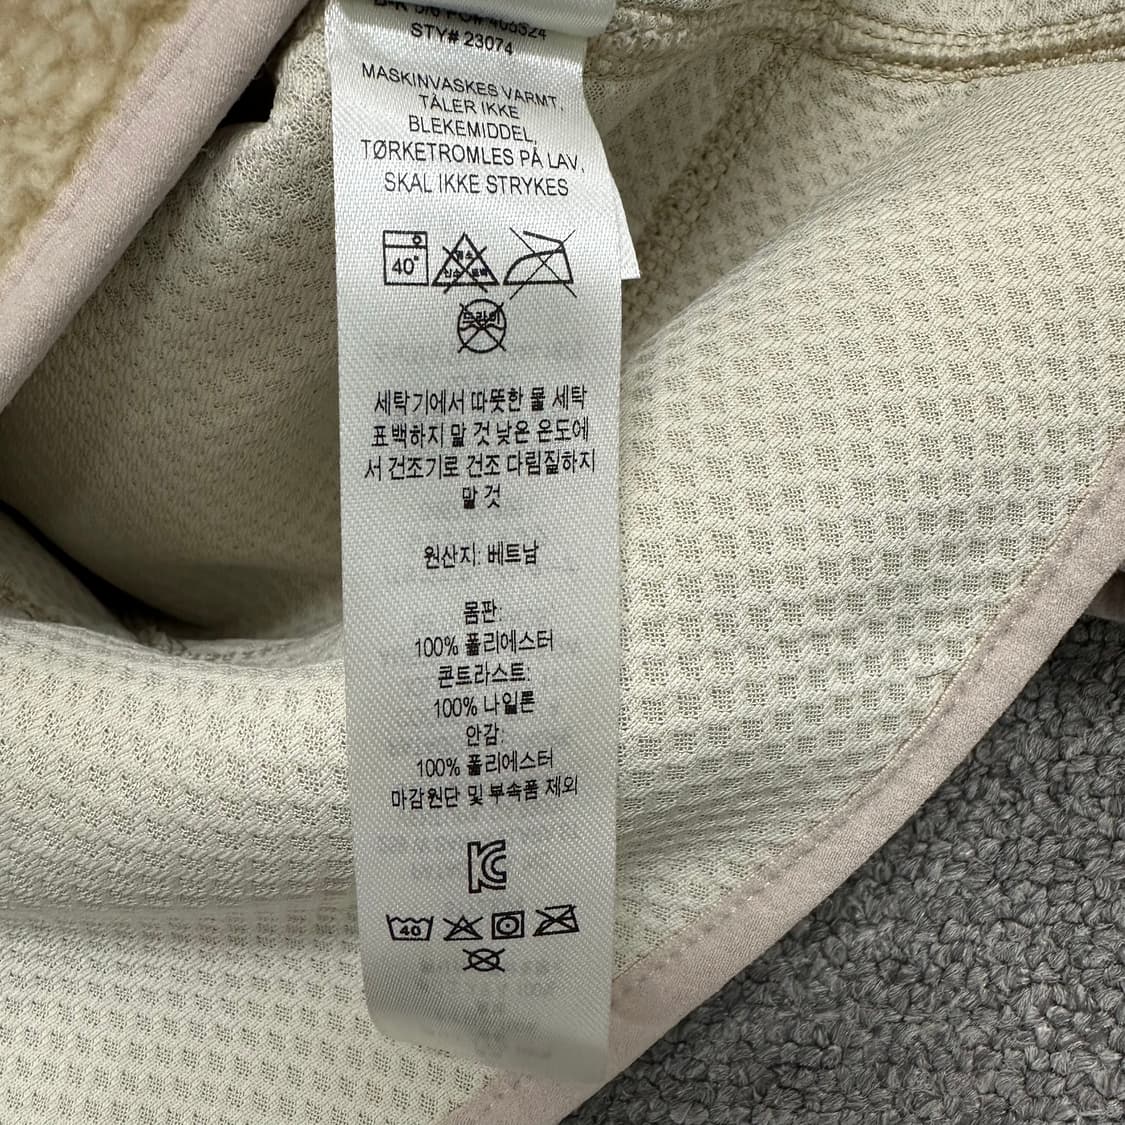 STY# 23074
MASKINVASKES VARMT,
TÅLER IKKE
BLEKEMIDDEL,
TØRKETROMLES PÅ LAV,
SKAL IKKE STRYKES
40°
드라이
세탁기에서 따뜻한 물 세탁
표백하지 말 것 낮은 온도에
서 건조기로 건조 다림질하지
말 것
원산지: 베트남
몸판:
100% 폴리에스터
콘트라스트:
100% 나일론
안감:
100% 폴리에스터
마감원단 및 부속품 제외
KC
40